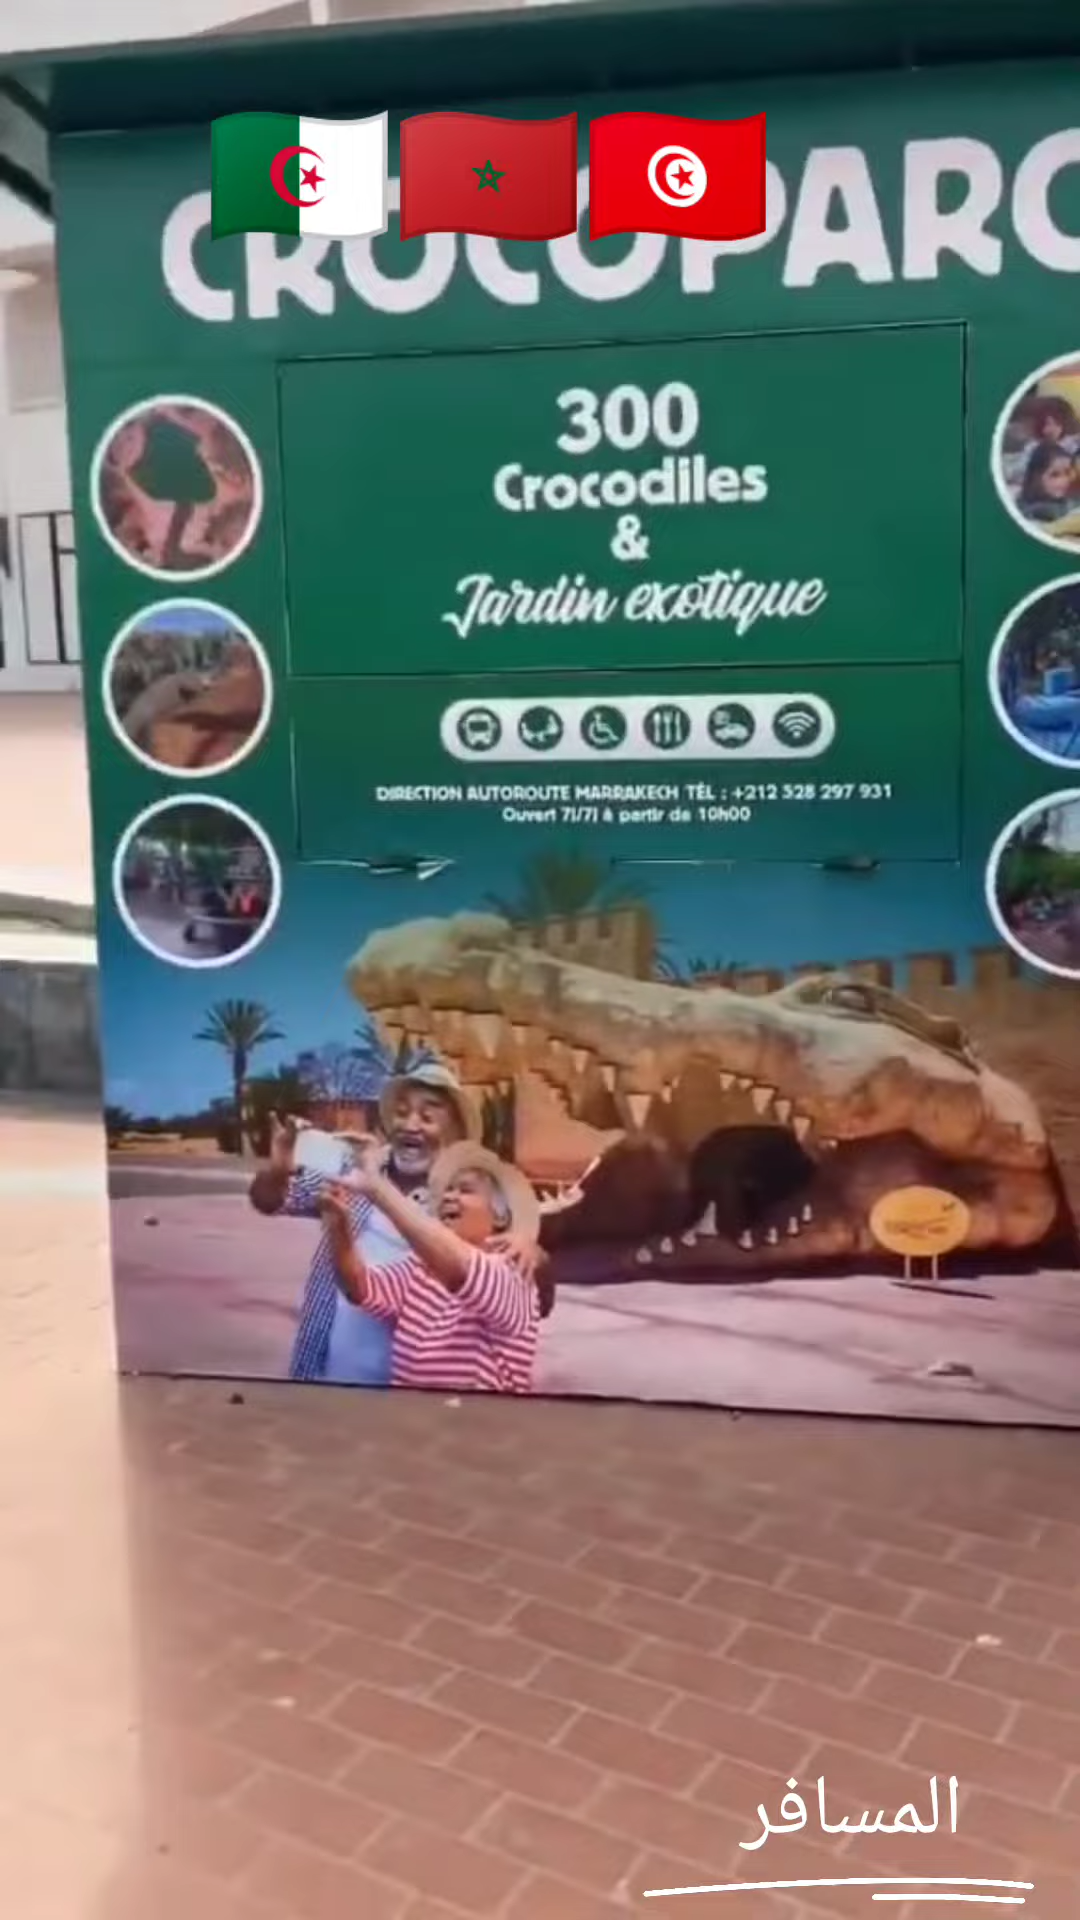 CROCOPARC
300
Crocodiles
&
Jardin exotique
DIRECTION AUTOROUTE MARRAKECH TÉL : +212 528 297 931
Ouvert 7j/7j à partir de 10h00
المسافر